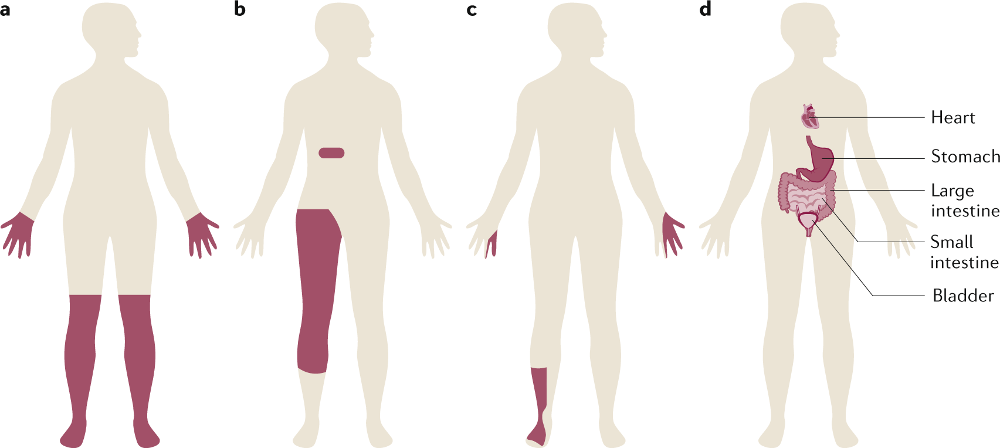 a
b
c
d
Heart
Stomach
Large
intestine
Small
intestine
Bladder